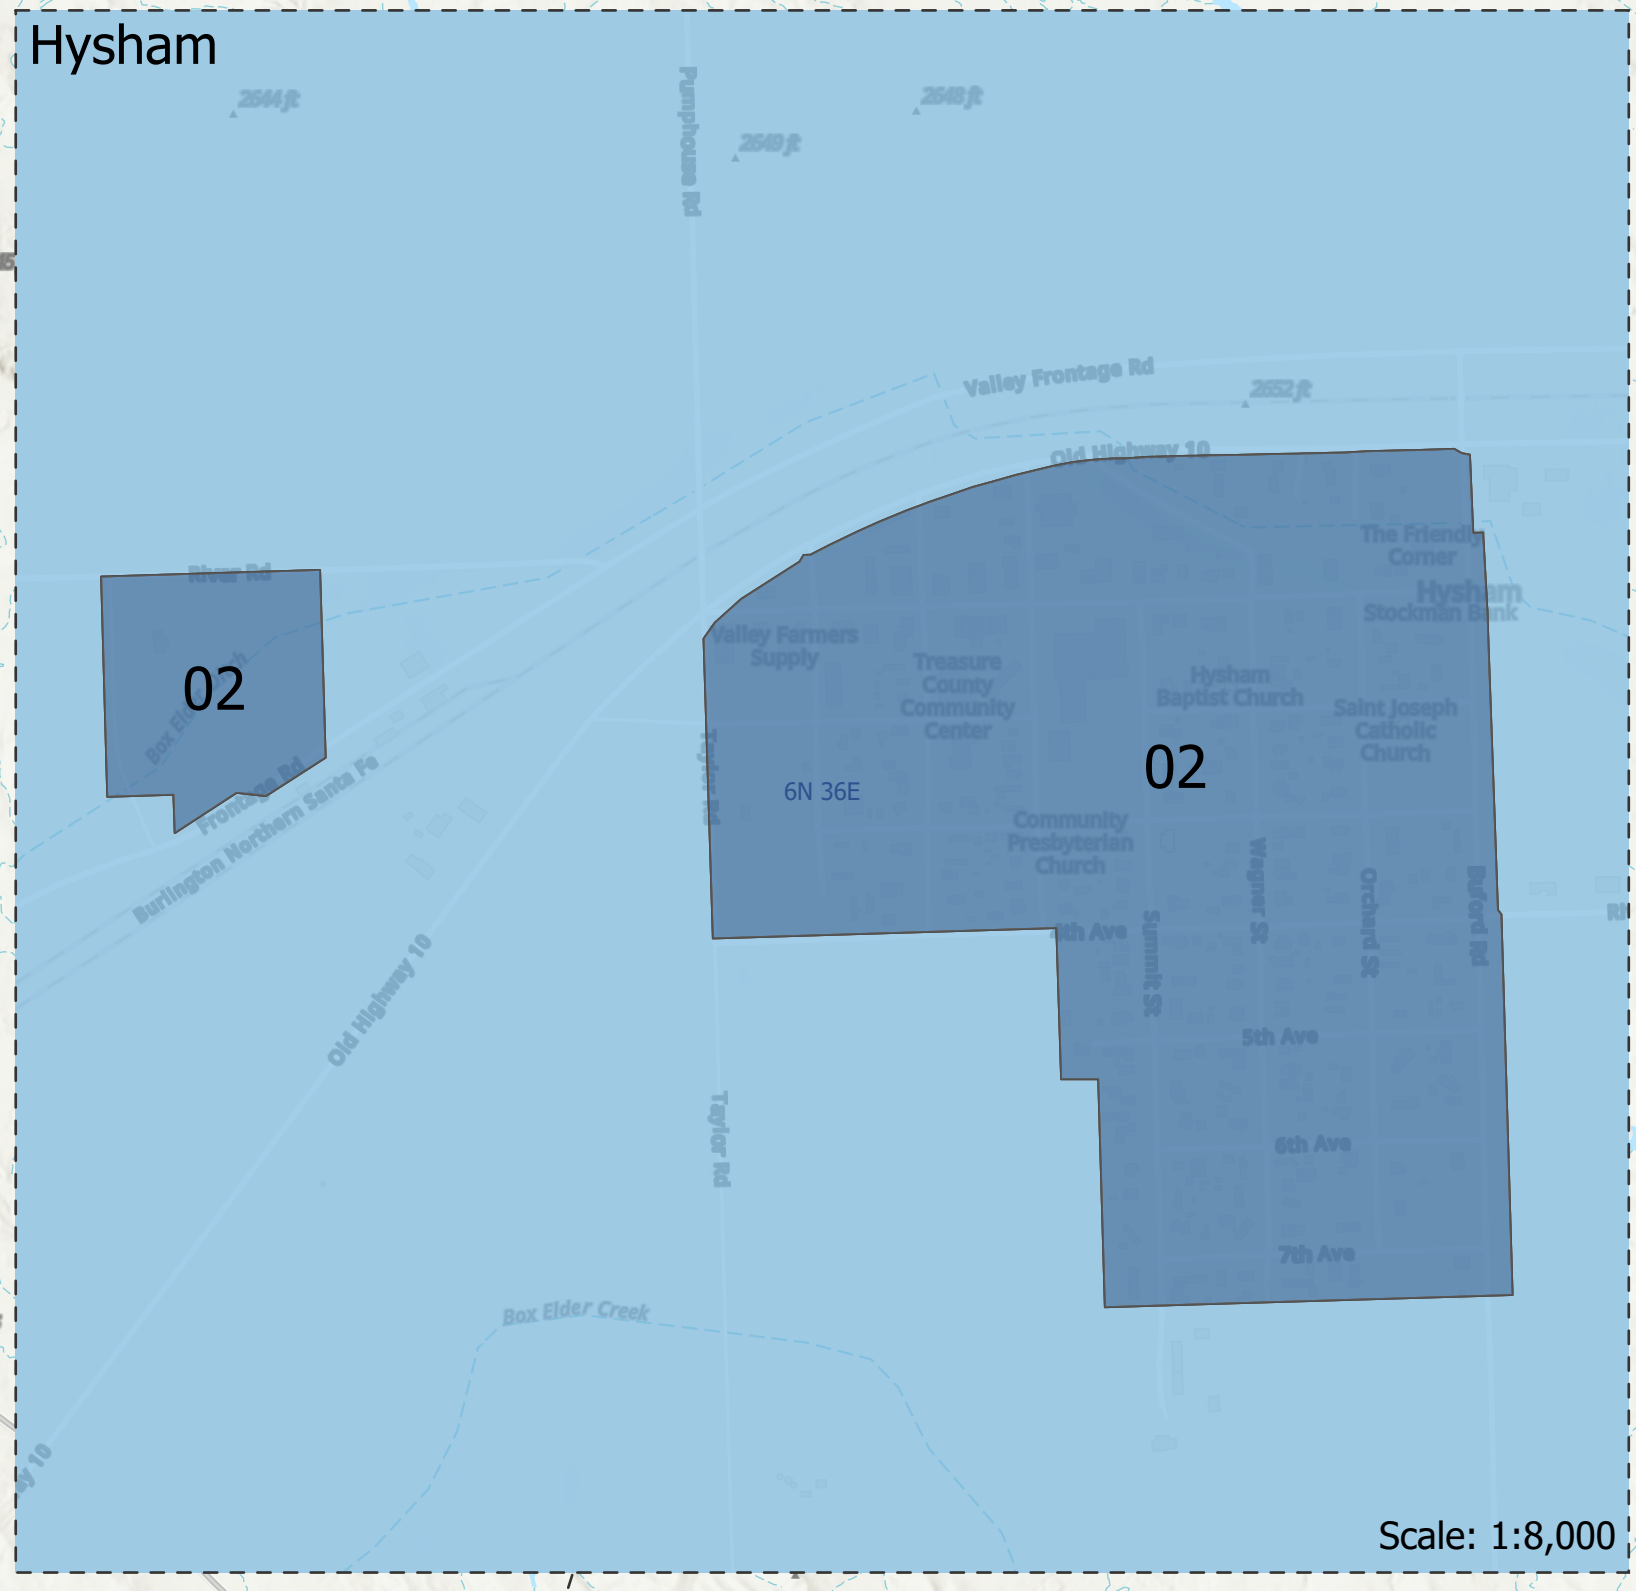 Hysham
2644 ft
2648 ft
2649 ft
Pumphouse Rd
Valley Frontage Rd
2652 ft
Old Highway 10
The Friendly
Corner
Hysham
Stockman Bank
River Rd
Valley Farmers
Supply
Treasure
County
Community
Center
Hysham
Baptist Church
Saint Joseph
Catholic
Church
02
Box Elder Ditch
Frontage Rd
Burlington Northern Santa Fe
Taylor Rd
6N 36E
02
Community
Presbyterian
Church
Wagner St
Orchard St
Buford Rd
4th Ave
Summit St
Old Highway 10
5th Ave
Taylor Rd
6th Ave
7th Ave
Box Elder Creek
ay 10
Scale: 1:8,000